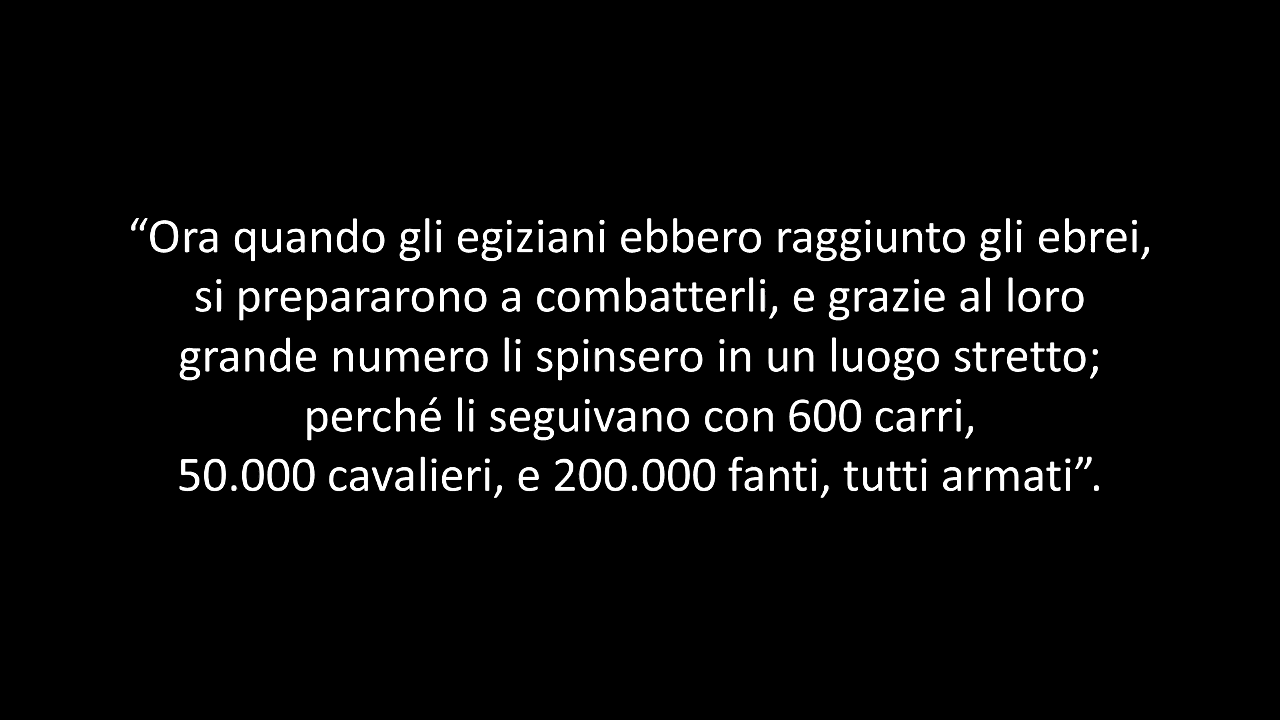 “Ora quando gli egiziani ebbero raggiunto gli ebrei,
si prepararono a combatterli, e grazie al loro
grande numero li spinsero in un luogo stretto;
perché li seguivano con 600 carri,
50.000 cavalieri, e 200.000 fanti, tutti armati”.